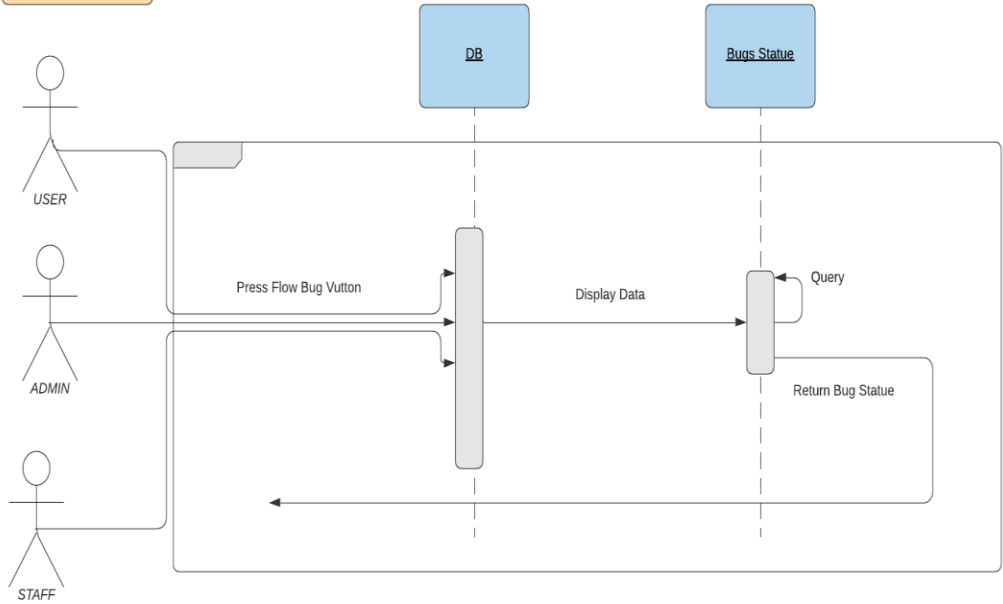 DB
Bugs Statue
USER
Query
Press Flow Bug Vutton
Display Data
ADMIN
Return Bug Statue
STAFF